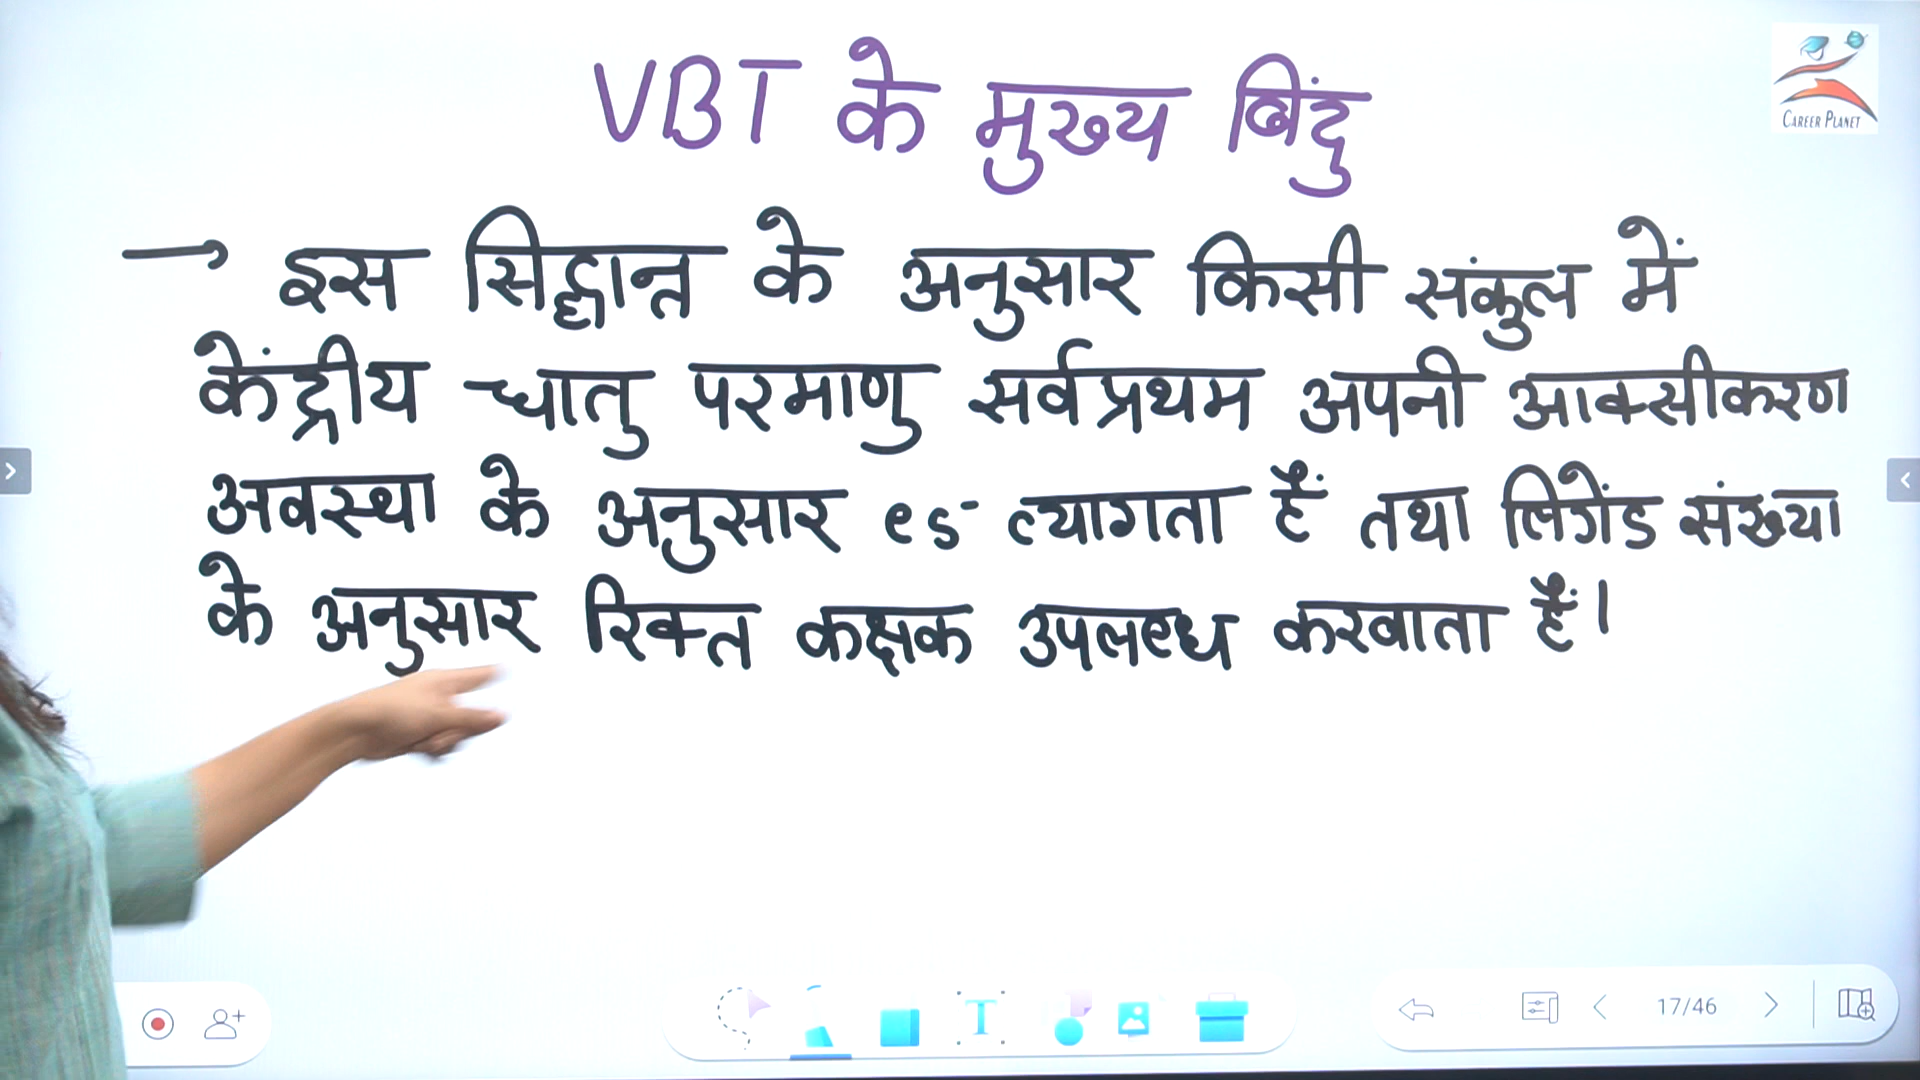 VBT के मुख्य बिंदु
CAREER PLANET
→ इस सिद्धान्त के अनुसार किसी संकुल में
केंद्रीय धातु परमाणु सर्वप्रथम अपनी आक्सीकरण
अवस्था के अनुसार es⁻ त्यागता हैं तथा लिगेंड संख्या
के अनुसार रिक्त कक्षक उपलब्ध करवाता हैं।
17/46